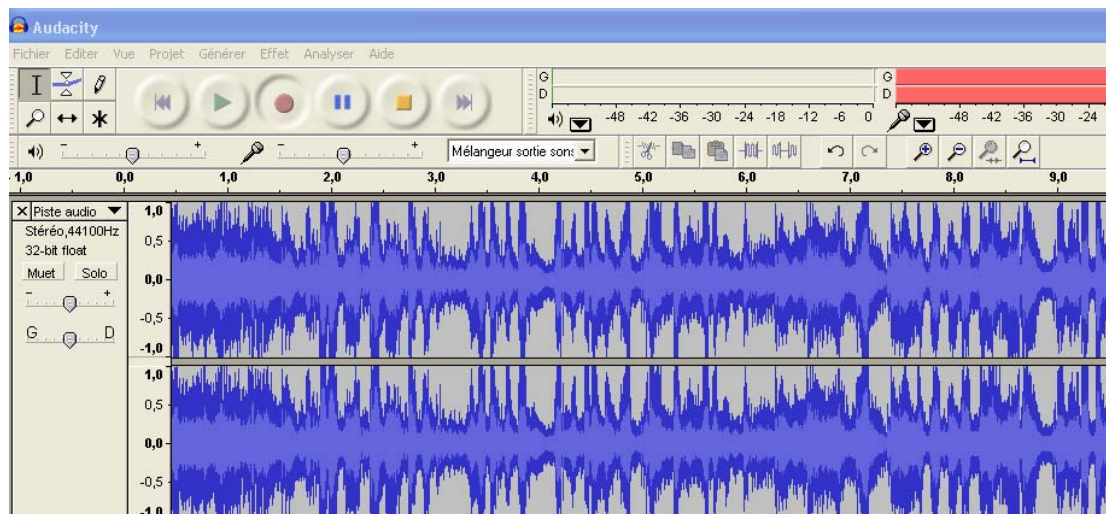 Audacity
Fichier Editer Vue Projet Générer Effet Analyser Aide
G
D
-48 -42 -36 -30 -24 -18 -12 -6 0
G
D
-48 -42 -36 -30 -24
- +
- +
Mélangeur sortie sons
- 1,0 0,0 1,0 2,0 3,0 4,0 5,0 6,0 7,0 8,0 9,0
X Piste audio
Stéréo,44100Hz
32-bit float
Muet Solo
- +
G D
1,0
0,5
0,0
-0,5
-1,0
1,0
0,5
0,0
-0,5
-1,0